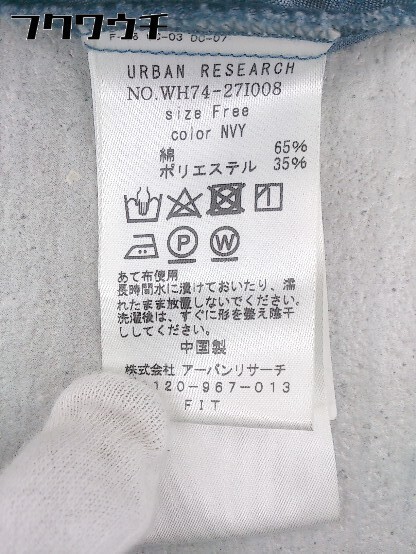 フクウウチ
URBAN RESEARCH
NO.WH74-27I008
size Free
color NVY
綿 65%
ポリエステル 35%
P W
あて布使用
長時間水に漬けておいたり、濡
れたまま放置しないでください。
洗濯後は、すぐに形を整え陰干
ししてください。
中国製
株式会社 アーバンリサーチ
120-967-013
FIT